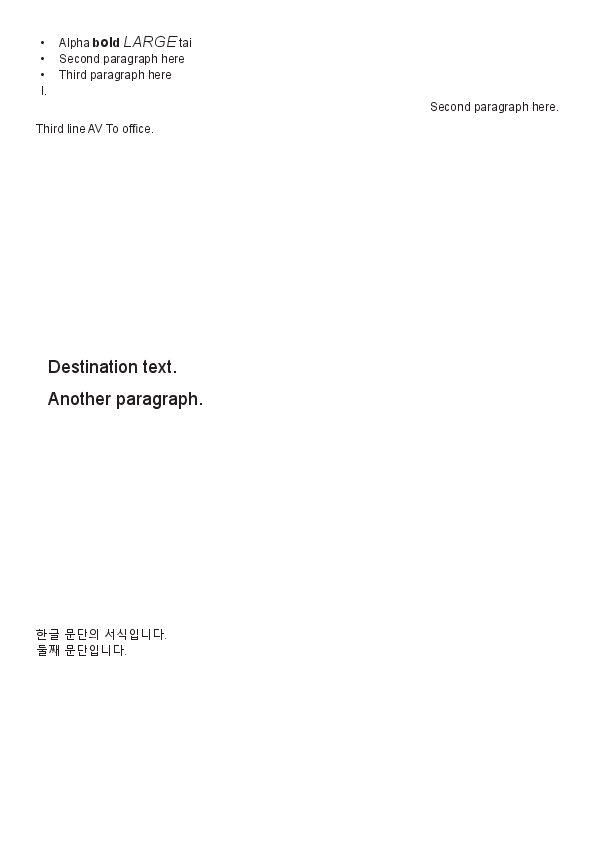 • Alpha bold LARGE tai
• Second paragraph here
• Third paragraph here
l.
Second paragraph here.
Third line AV To office.
Destination text.
Another paragraph.
한글 문단의 서식입니다.
둘째 문단입니다.